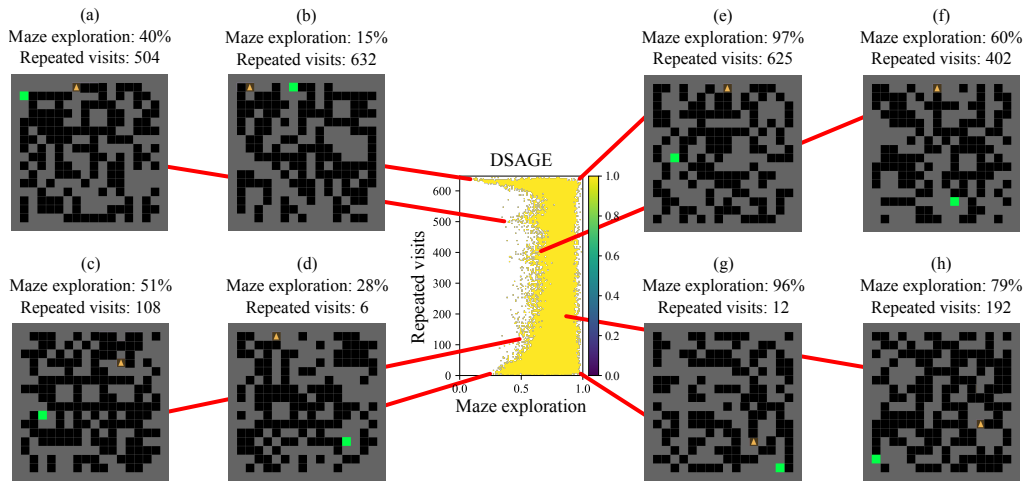 (a)
Maze exploration: 40%
Repeated visits: 504
(b)
Maze exploration: 15%
Repeated visits: 632
(e)
Maze exploration: 97%
Repeated visits: 625
(f)
Maze exploration: 60%
Repeated visits: 402
DSAGE
600
500
400
300
200
100
0
Repeated visits
0.0
0.5
1.0
Maze exploration
1.0
0.8
0.6
0.4
0.2
0.0
(c)
Maze exploration: 51%
Repeated visits: 108
(d)
Maze exploration: 28%
Repeated visits: 6
(g)
Maze exploration: 96%
Repeated visits: 12
(h)
Maze exploration: 79%
Repeated visits: 192